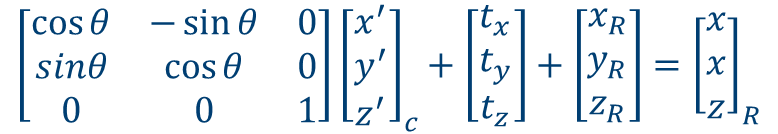 [cos θ  − sin θ  0] [x′]   [t_x]   [x_R]   [x]
[sinθ  cos θ  0] [y′] + [t_y] + [y_R] = [x]
[0  0  1] [z′]_c   [t_z]   [z_R]   [z]_R